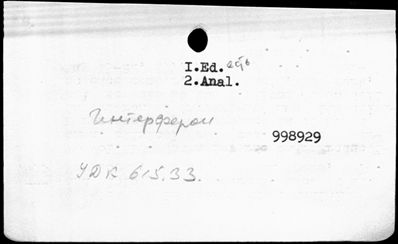 I.Ed.
2.Anal.
Интерферон
998929
УДК 615.33.